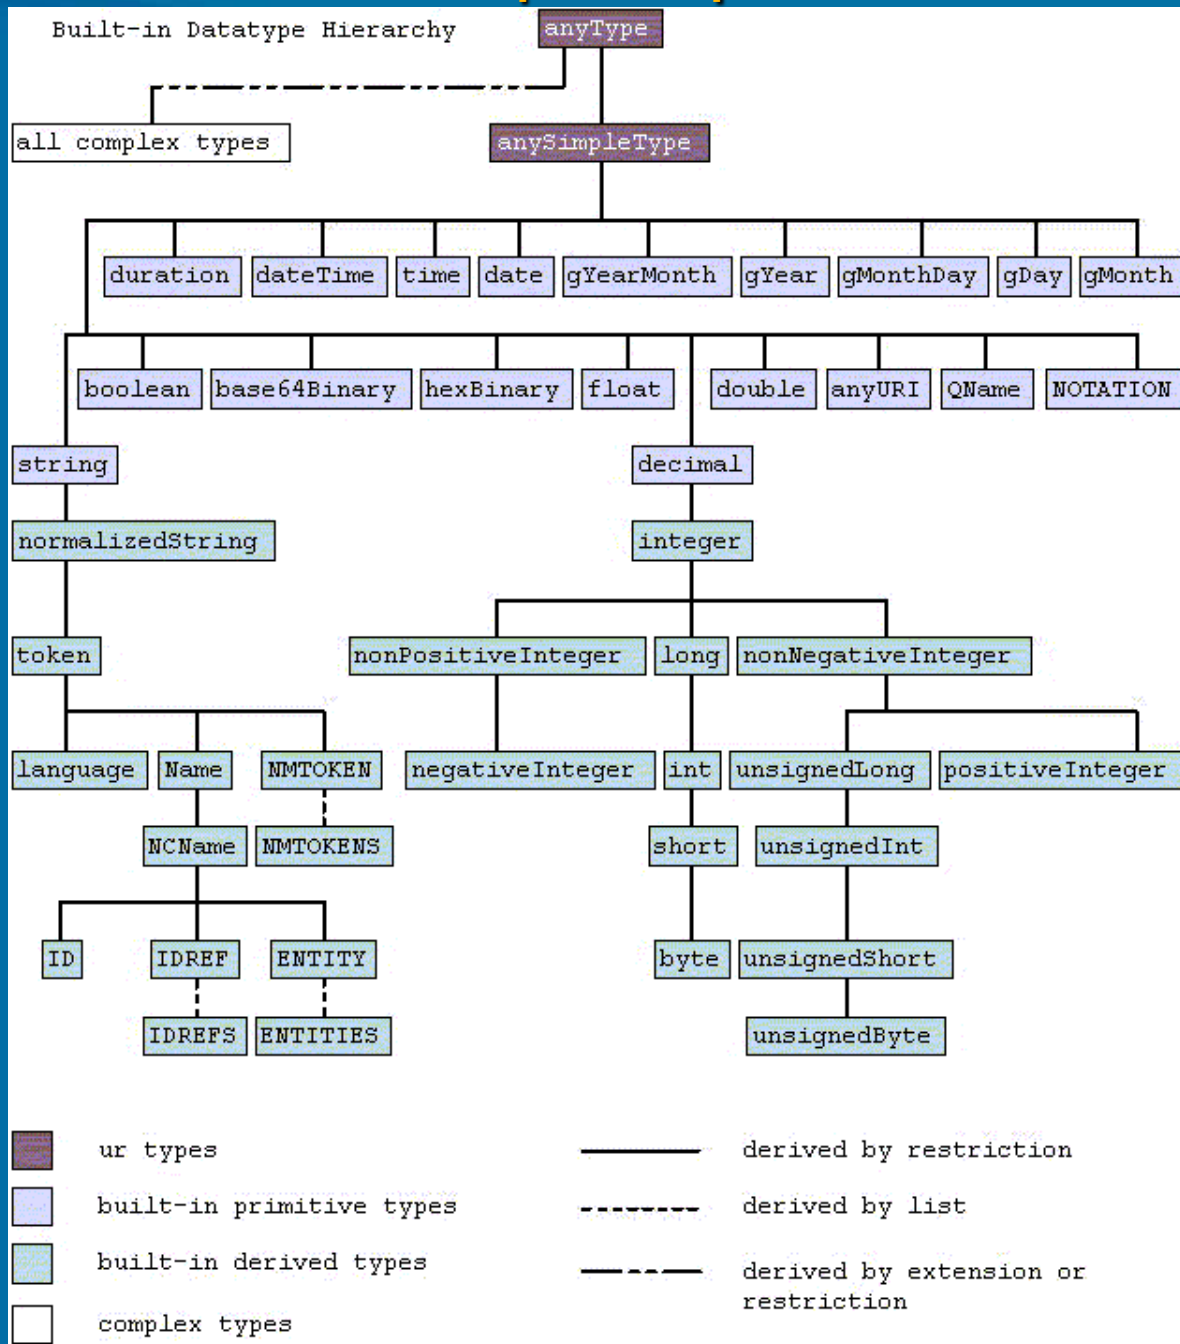 Built-in Datatype Hierarchy
anyType
all complex types
anySimpleType
duration
dateTime
time
date
gYearMonth
gYear
gMonthDay
gDay
gMonth
boolean
base64Binary
hexBinary
float
double
anyURI
QName
NOTATION
string
decimal
normalizedString
integer
token
nonPositiveInteger
long
nonNegativeInteger
language
Name
NMTOKEN
negativeInteger
int
unsignedLong
positiveInteger
NCName
NMTOKENS
short
unsignedInt
ID
IDREF
ENTITY
byte
unsignedShort
IDREFS
ENTITIES
unsignedByte
ur types
built-in primitive types
built-in derived types
complex types
derived by restriction
derived by list
derived by extension or
restriction